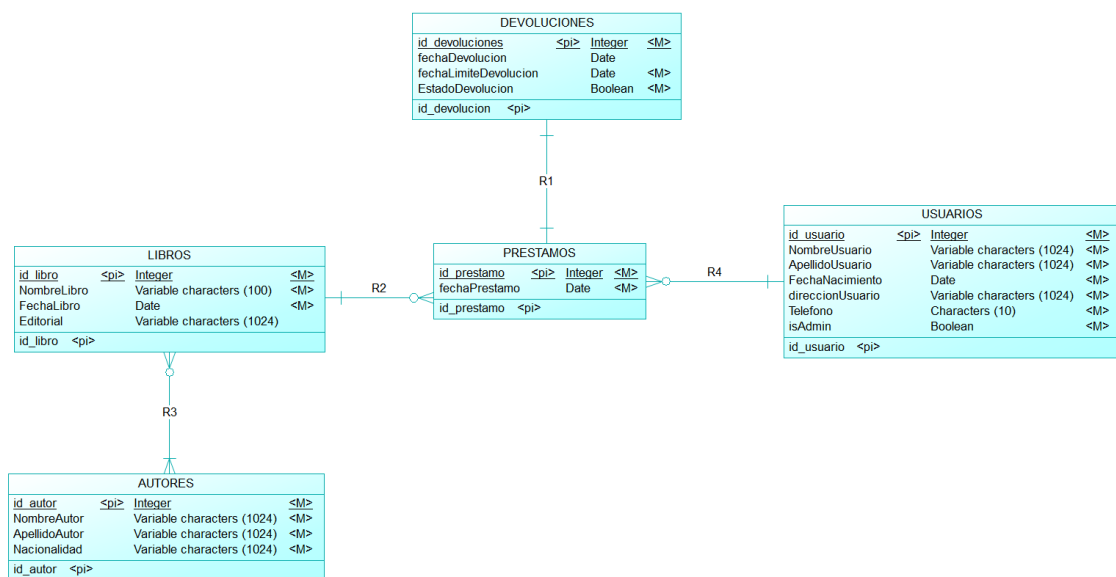 DEVOLUCIONES
id_devoluciones <pi> Integer <M>
fechaDevolucion Date
fechaLimiteDevolucion Date <M>
EstadoDevolucion Boolean <M>
id_devolucion <pi>
R1
USUARIOS
id_usuario <pi> Integer <M>
NombreUsuario Variable characters (1024) <M>
ApellidoUsuario Variable characters (1024) <M>
FechaNacimiento Date <M>
direccionUsuario Variable characters (1024) <M>
Telefono Characters (10) <M>
isAdmin Boolean <M>
id_usuario <pi>
PRESTAMOS
id_prestamo <pi> Integer <M>
fechaPrestamo Date <M>
id_prestamo <pi>
R4
R2
LIBROS
id_libro <pi> Integer <M>
NombreLibro Variable characters (100) <M>
FechaLibro Date <M>
Editorial Variable characters (1024)
id_libro <pi>
R3
AUTORES
id_autor <pi> Integer <M>
NombreAutor Variable characters (1024) <M>
ApellidoAutor Variable characters (1024) <M>
Nacionalidad Variable characters (1024) <M>
id_autor <pi>